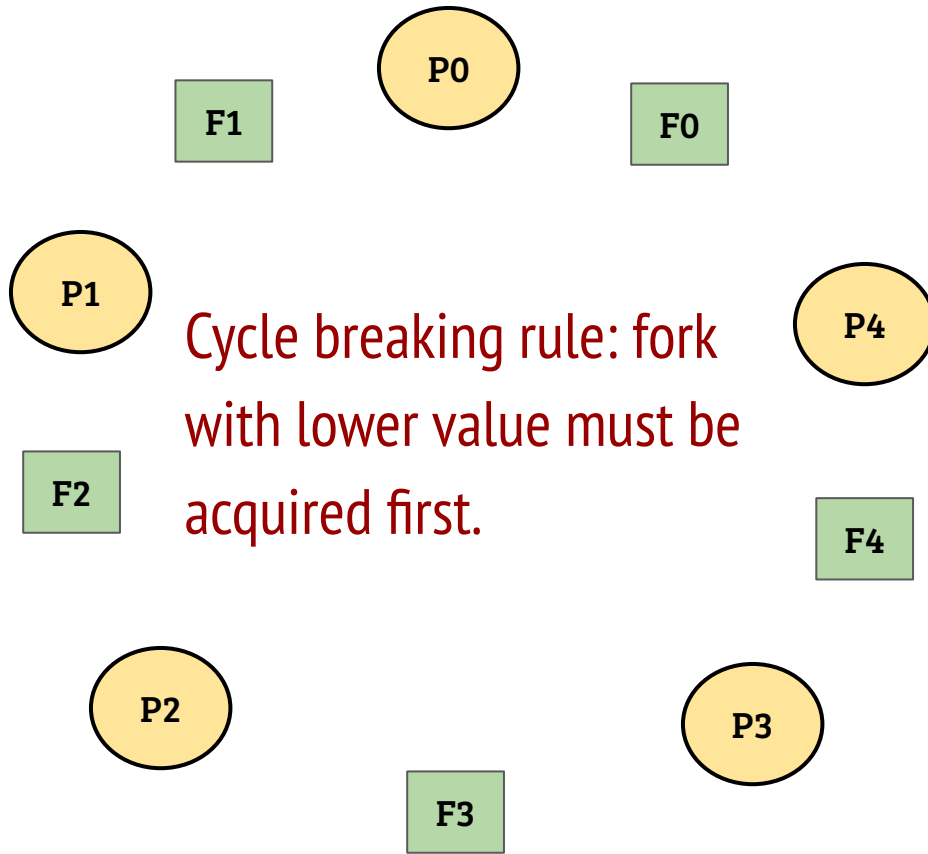 P0
F1
F0
P1
P4
Cycle breaking rule: fork
with lower value must be
acquired first.
F2
F4
P2
P3
F3